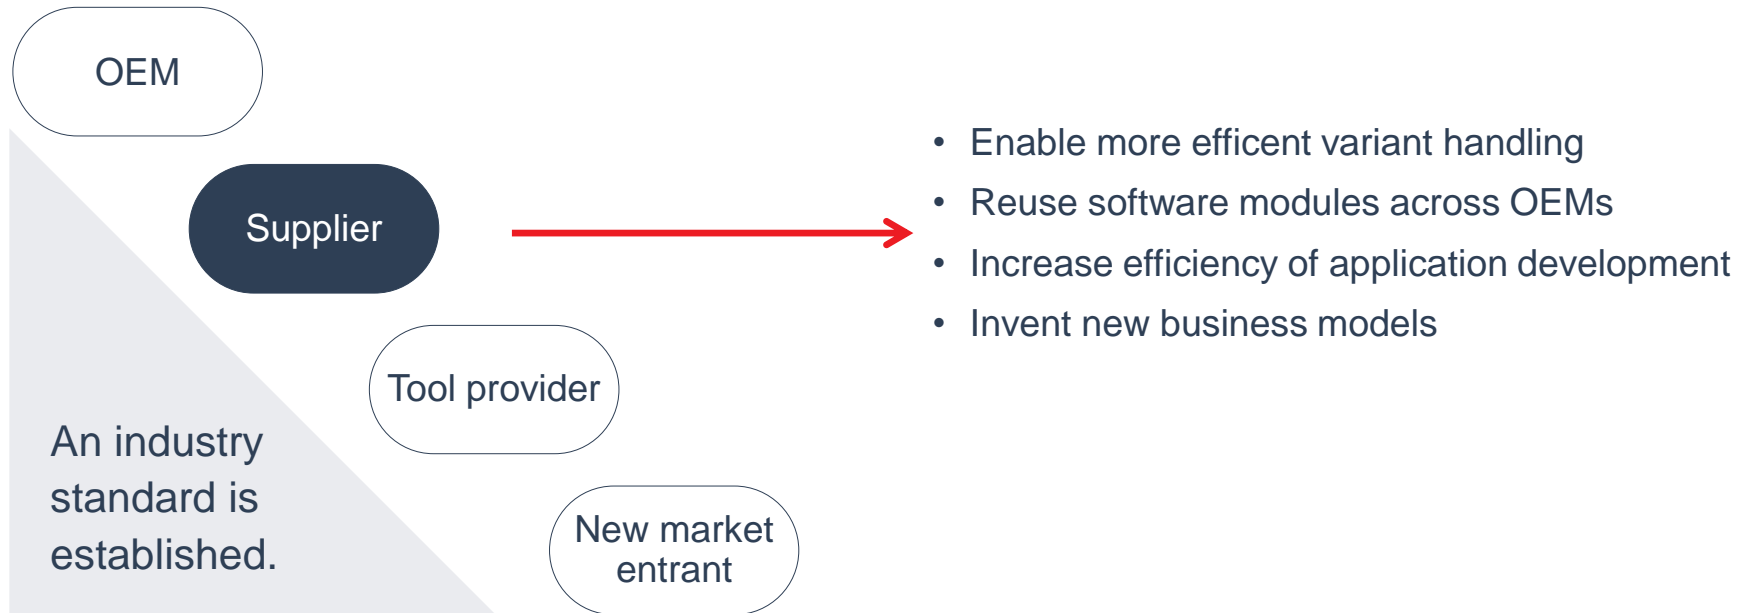 OEM
Supplier
Tool provider
New market
entrant
An industry
standard is
established.
• Enable more efficent variant handling
• Reuse software modules across OEMs
• Increase efficiency of application development
• Invent new business models